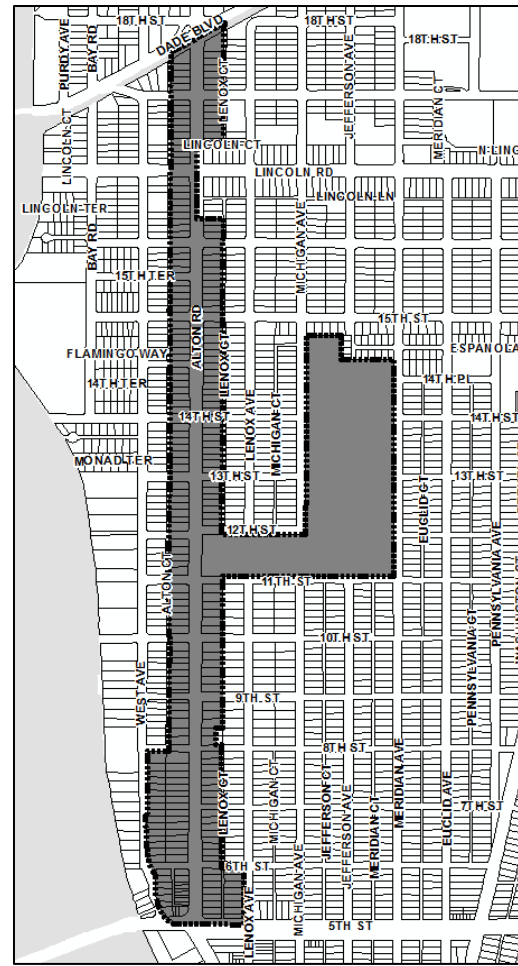 18TH ST
18TH ST
18TH ST
DADE BLVD
PURDY AVE
BAY RD
LENOX CT
JEFFERSON AVE
MERIDIAN CT
LINCOLN CT
LINCOLN CT
LINCOLN RD
LINCOLN LN
LINCOLN TER
MICHIGAN AVE
BAY RD
15TH TER
15TH ST
ALTON RD
LENOX CT
FLAMINGO WAY
ESPANOLA
14TH TER
14TH PL
14TH ST
14TH ST
LENOX AVE
MICHIGAN CT
MONAD TER
13TH ST
13TH ST
EUCLID CT
12TH ST
PENNSYLVANIA AVE
ALTON CT
11TH ST
10TH ST
PENNSYLVANIA CT
WEST AVE
9TH ST
8TH ST
MERIDIAN AVE
LENOX CT
MICHIGAN CT
JEFFERSON CT
JEFFERSON AVE
MERIDIAN CT
EUCLID AVE
7TH ST
6TH ST
LENOX AVE
MICHIGAN AVE
5TH ST